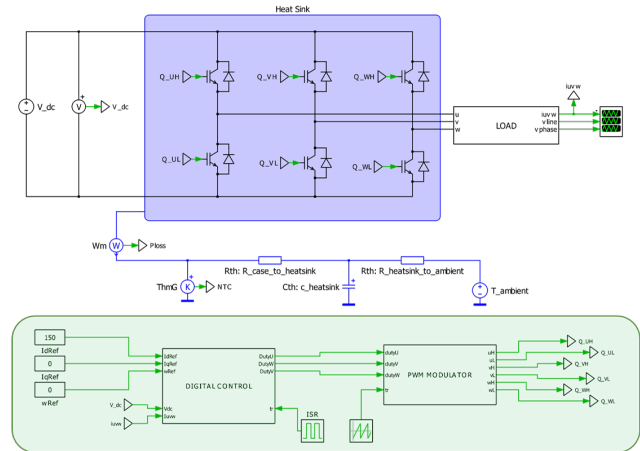 Heat Sink
iuvw
Q_UH
Q_VH
Q_WH
V_dc
V
V_dc
u
v
w
LOAD
iuvw
vline
vphase
Q_UL
Q_VL
Q_WL
Wm
W
Ploss
Rth: R_case_to_heatsink
Rth: R_heatsink_to_ambient
ThmG
K
NTC
Cth: c_heatsink
T_ambient
150
IdRef
0
IqRef
0
wRef
V_dc
iuvw
IdRef
IqRef
wRef
Vdc
Iuvw
DIGITAL CONTROL
DutyU
DutyW
DutyV
tr
ISR
dutyU
dutyV
dutyW
tr
PWM MODULATOR
uH
uL
vH
vL
wH
wL
Q_UH
Q_UL
Q_VH
Q_VL
Q_WH
Q_WL